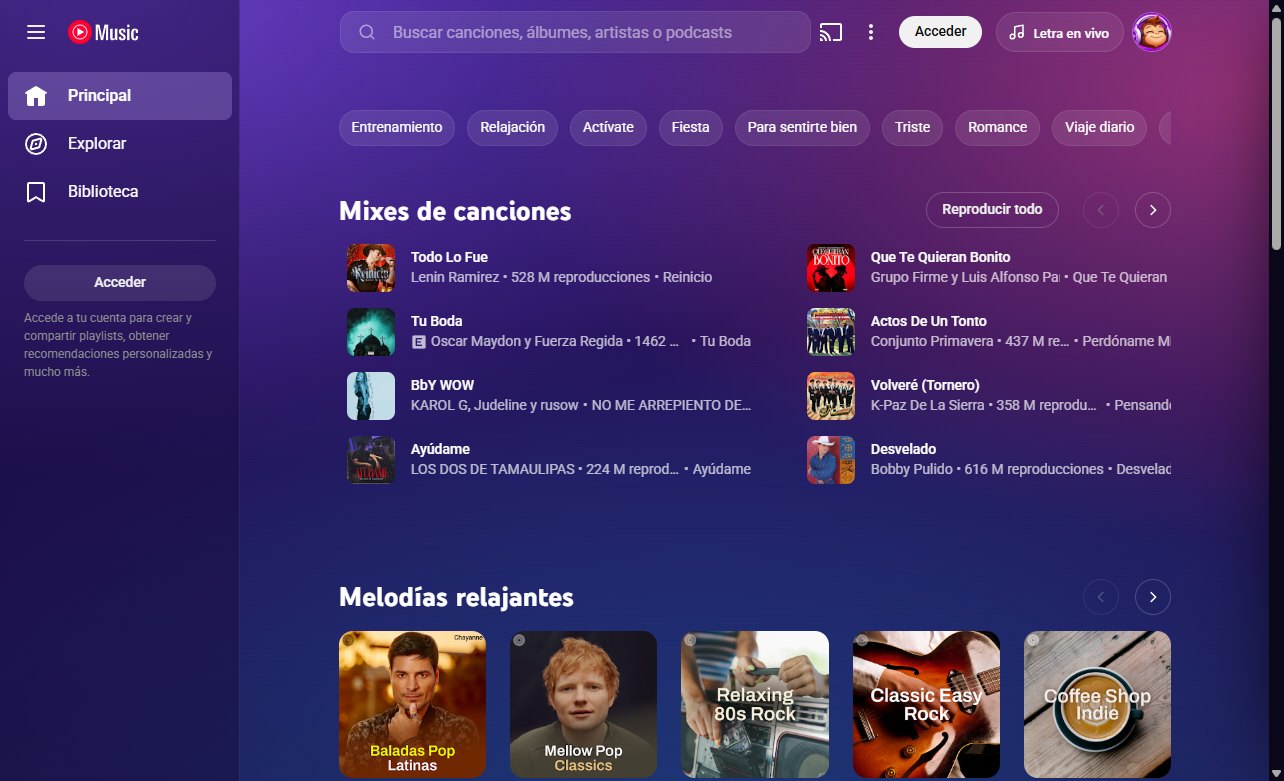 Music
Buscar canciones, álbumes, artistas o podcasts
Acceder
Letra en vivo
Principal
Explorar
Biblioteca
Acceder
Accede a tu cuenta para crear y
compartir playlists, obtener
recomendaciones personalizadas y
mucho más.
Entrenamiento
Relajación
Actívate
Fiesta
Para sentirte bien
Triste
Romance
Viaje diario
Mixes de canciones
Reproducir todo
Todo Lo Fue
Lenin Ramirez • 528 M reproducciones • Reinicio
Que Te Quieran Bonito
Grupo Firme y Luis Alfonso Pa • Que Te Quieran
Tu Boda
E Oscar Maydon y Fuerza Regida • 1462 ... • Tu Boda
Actos De Un Tonto
Conjunto Primavera • 437 M re... • Perdóname Mi
BbY WOW
KAROL G, Judeline y rusow • NO ME ARREPIENTO DE...
Volveré (Tornero)
K-Paz De La Sierra • 358 M reprodu... • Pensando
Ayúdame
LOS DOS DE TAMAULIPAS • 224 M reprod... • Ayúdame
Desvelado
Bobby Pulido • 616 M reproducciones • Desvelad
Melodías relajantes
Chayanne
Baladas Pop
Latinas
Mellow Pop
Classics
Relaxing
80s Rock
Classic Easy
Rock
Coffee Shop
Indie